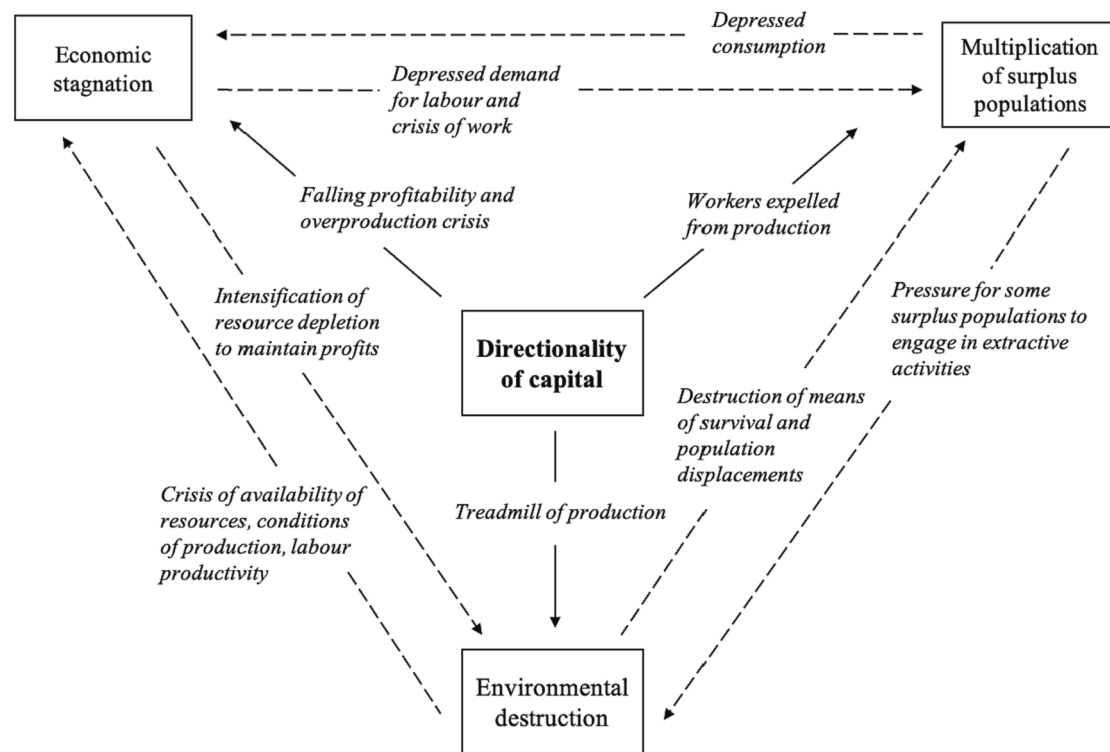 Economic
stagnation
Depressed
consumption
Multiplication
of surplus
populations
Depressed demand
for labour and
crisis of work
Falling profitability and
overproduction crisis
Workers expelled
from production
Intensification of
resource depletion
to maintain profits
Directionality
of capital
Pressure for some
surplus populations to
engage in extractive
activities
Destruction of means
of survival and
population
displacements
Crisis of availability of
resources, conditions
of production, labour
productivity
Treadmill of production
Environmental
destruction